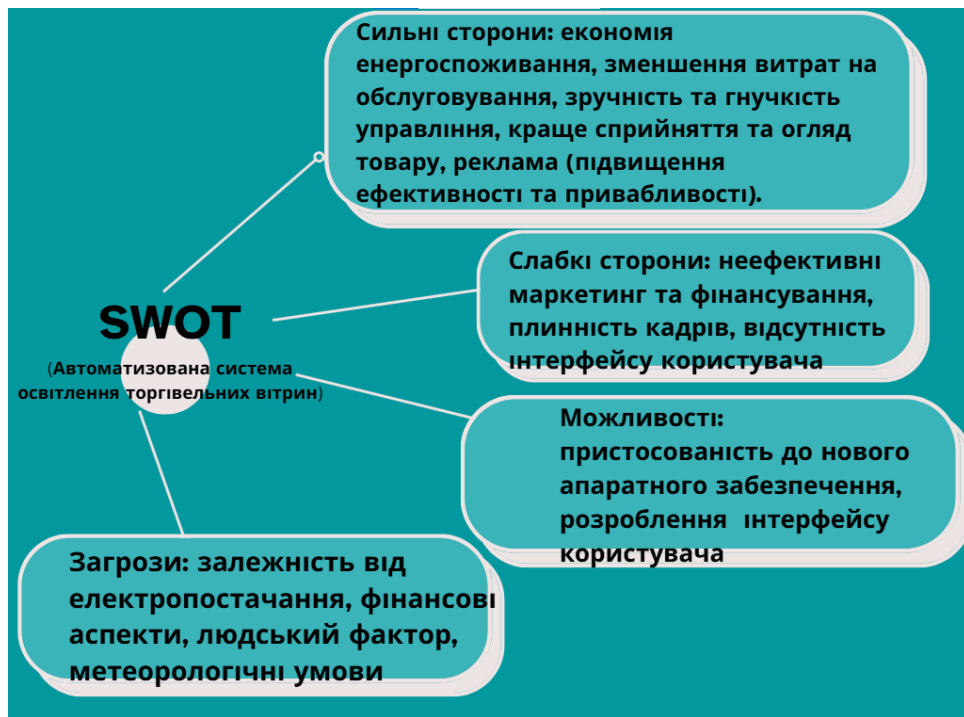 Сильні сторони: економія
енергоспоживання, зменшення витрат на
обслуговування, зручність та гнучкість
управління, краще сприйняття та огляд
товару, реклама (підвищення
ефективності та привабливості).
Слабкі сторони: неефективні
маркетинг та фінансування,
плинність кадрів, відсутність
інтерфейсу користувача
SWOT
(Автоматизована система
освітлення торгівельних вітрин)
Можливості:
пристосованість до нового
апаратного забезпечення,
розроблення інтерфейсу
користувача
Загрози: залежність від
електропостачання, фінансові
аспекти, людський фактор,
метеорологічні умови